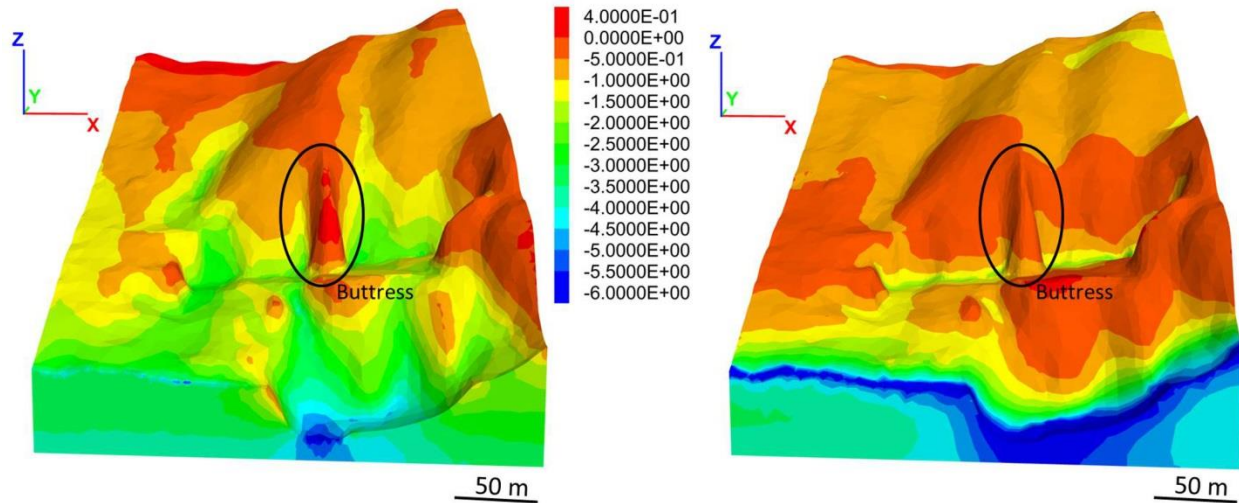 Z
Y
X
4.0000E-01
0.0000E+00
-5.0000E-01
-1.0000E+00
-1.5000E+00
-2.0000E+00
-2.5000E+00
-3.0000E+00
-3.5000E+00
-4.0000E+00
-4.5000E+00
-5.0000E+00
-5.5000E+00
-6.0000E+00
Buttress
50 m
Z
Y
X
Buttress
50 m